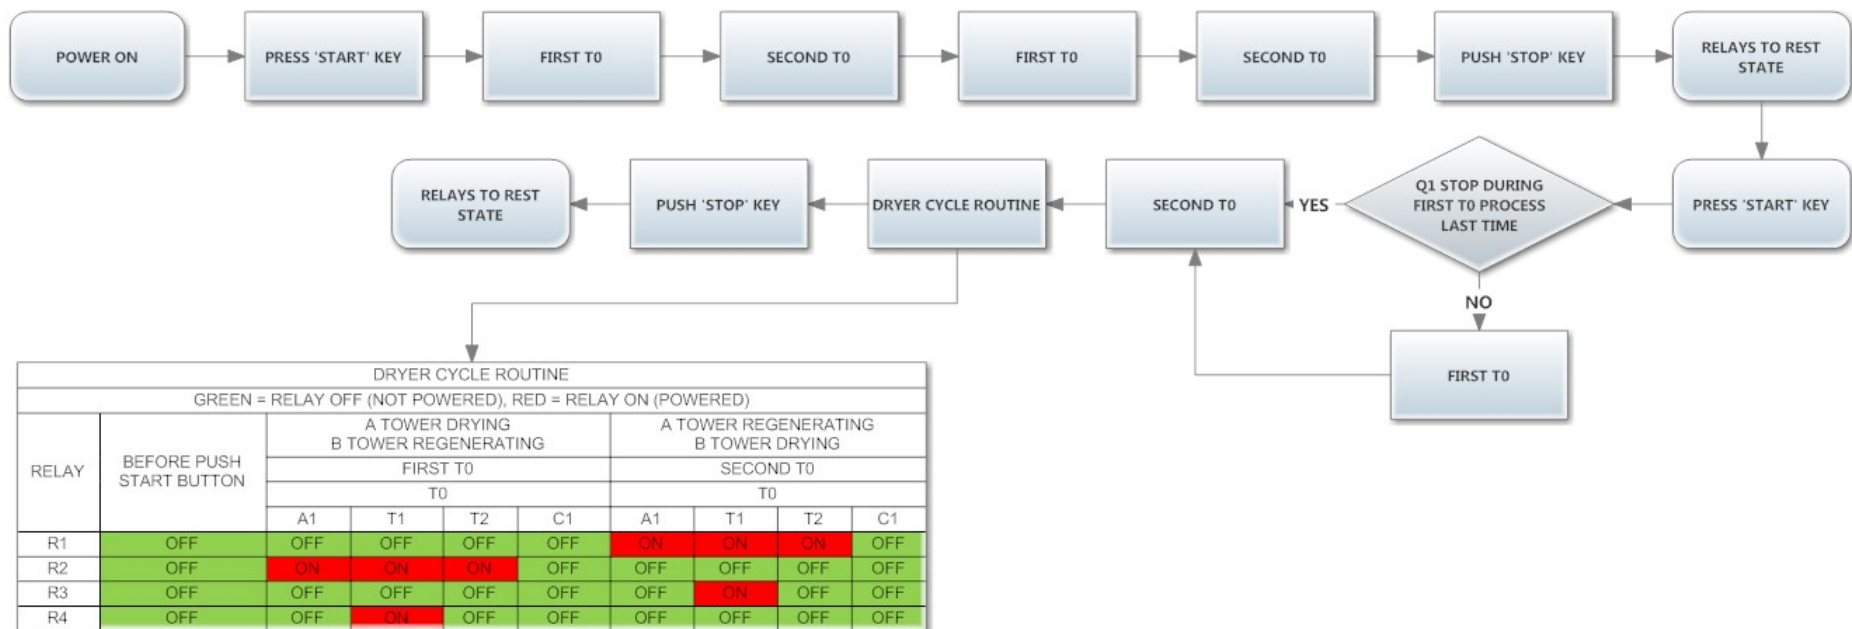 POWER ON
PRESS 'START' KEY
FIRST T0
SECOND T0
FIRST T0
SECOND T0
PUSH 'STOP' KEY
RELAYS TO REST
STATE
PRESS 'START' KEY
Q1 STOP DURING
FIRST T0 PROCESS
LAST TIME
YES
SECOND T0
DRYER CYCLE ROUTINE
PUSH 'STOP' KEY
RELAYS TO REST
STATE
NO
FIRST T0
DRYER CYCLE ROUTINE
GREEN = RELAY OFF (NOT POWERED), RED = RELAY ON (POWERED)
RELAY
BEFORE PUSH
START BUTTON
A TOWER DRYING
B TOWER REGENERATING
A TOWER REGENERATING
B TOWER DRYING
FIRST T0 SECOND T0
T0 T0
A1 T1 T2 C1 A1 T1 T2 C1
R1 OFF OFF OFF OFF OFF ON ON ON OFF
R2 OFF ON ON ON OFF OFF OFF OFF OFF
R3 OFF OFF OFF OFF OFF OFF ON OFF OFF
R4 OFF OFF ON OFF OFF OFF OFF OFF OFF